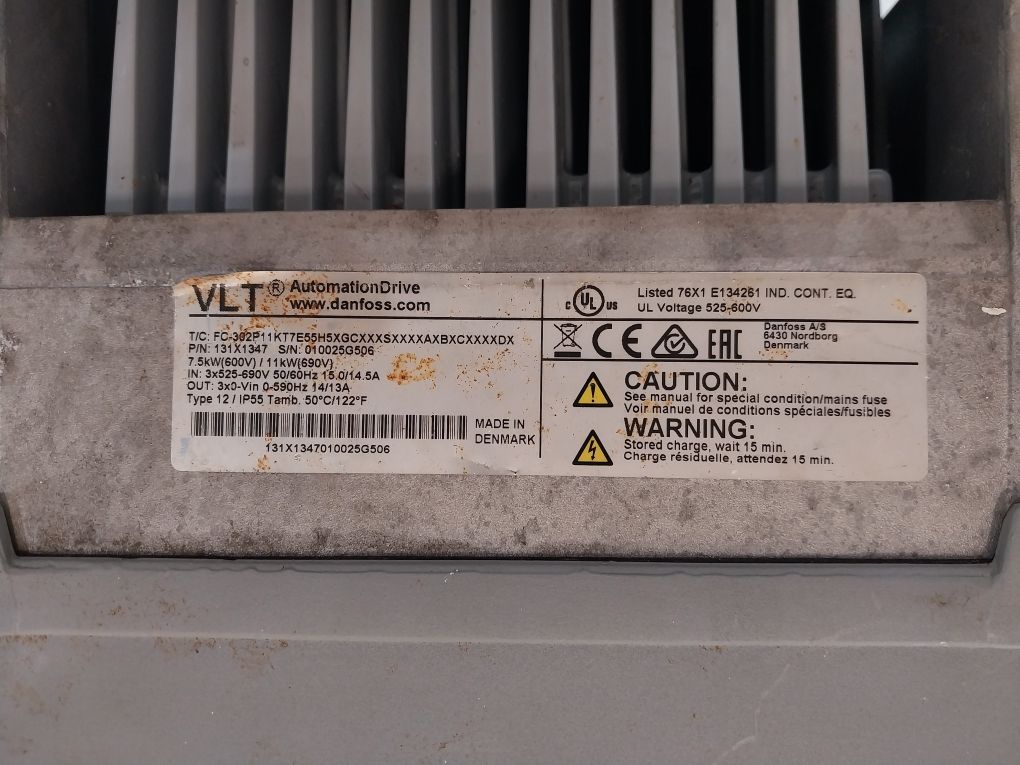 VLT® AutomationDrive
www.danfoss.com
T/C: FC-302P11KT7E55H5XGCXXXSXXXXAXBXCXXXXDX
P/N: 131X1347 S/N: 010025G506
7.5kW(600V) / 11kW(690V)
IN: 3x525-690V 50/60Hz 15.0/14.5A
OUT: 3x0-Vin 0-590Hz 14/13A
Type 12 / IP55 Tamb. 50°C/122°F
131X1347010025G506
MADE IN
DENMARK
C UL US
Listed 76X1 E134261 IND. CONT. EQ.
UL Voltage 525-600V
CE
EAC
Danfoss A/S
6430 Nordborg
Denmark
CAUTION:
See manual for special condition/mains fuse
Voir manuel de conditions spéciales/fusibles
WARNING:
Stored charge, wait 15 min.
Charge résiduelle, attendez 15 min.